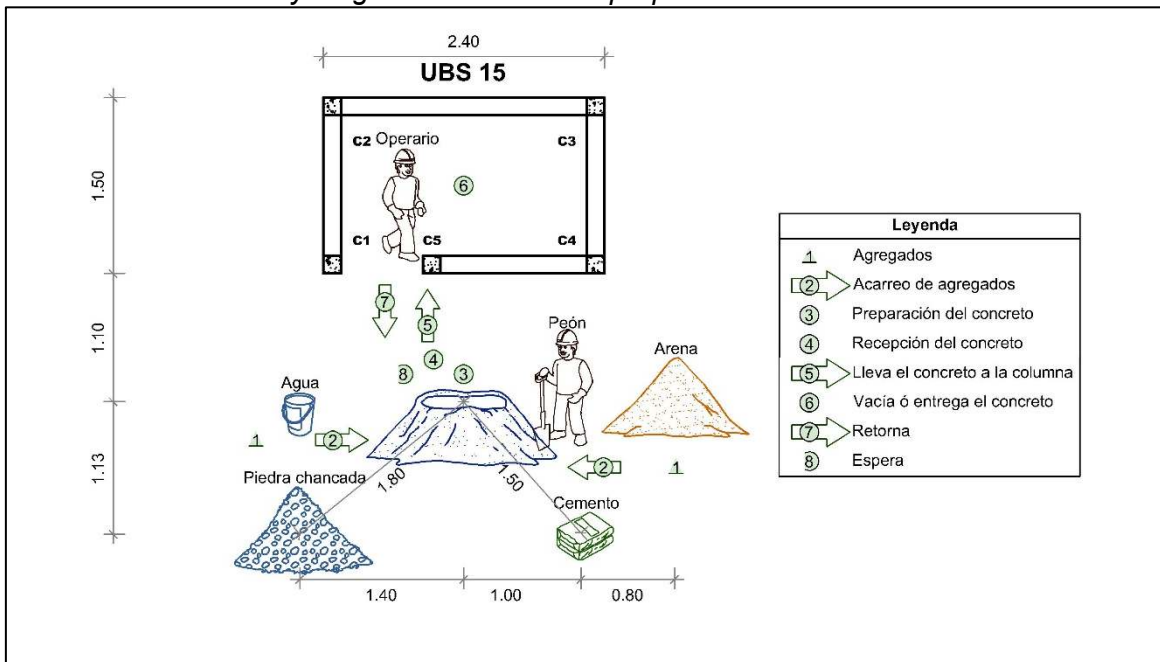 2.40
UBS 15
C2 Operario
C3
6
1.50
C1
C5
C4
7
5
1.10
Peón
4
8
3
Arena
Agua
1
2
2
1
1.13
Piedra chancada
1.80
1.50
Cemento
1.40
1.00
0.80
Leyenda
1 Agregados
2 Acarreo de agregados
3 Preparación del concreto
4 Recepción del concreto
5 Lleva el concreto a la columna
6 Vacía ó entrega el concreto
7 Retorna
8 Espera